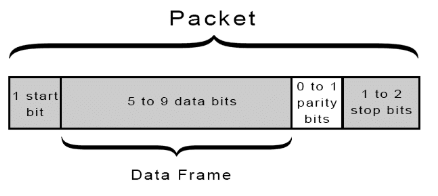 Packet
1 start
bit
5 to 9 data bits
0 to 1
parity
bits
1 to 2
stop bits
Data Frame